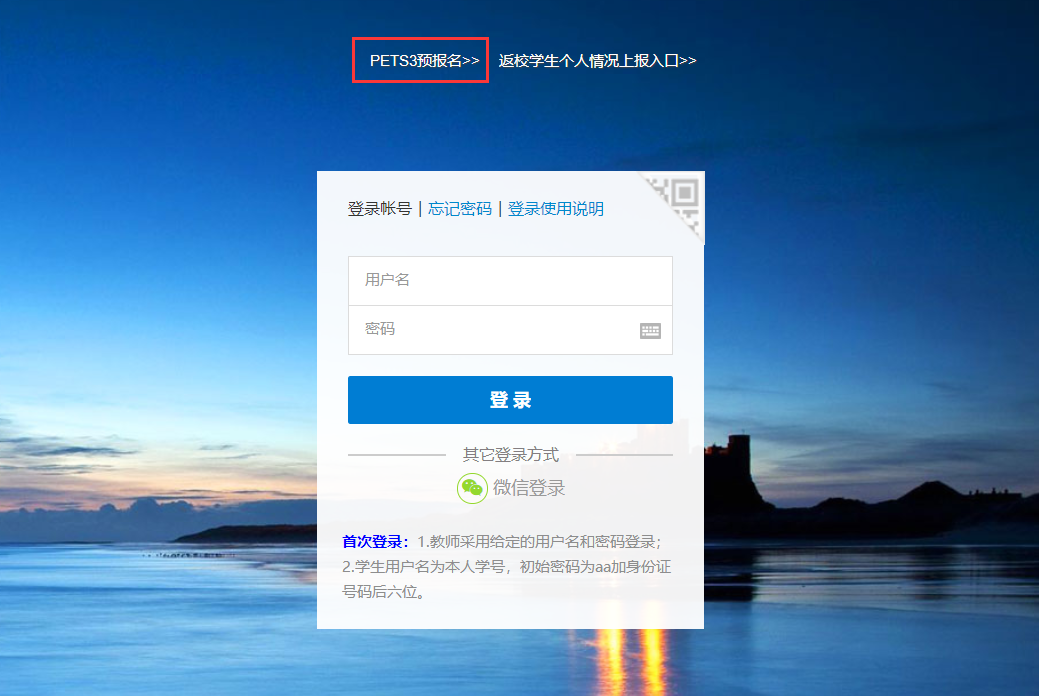 PETS3预报名>> 返校学生个人情况上报入口>>
登录帐号 | 忘记密码 | 登录使用说明
用户名
密码
登 录
其它登录方式
微信登录
首次登录：1.教师采用给定的用户名和密码登录；
2.学生用户名为本人学号，初始密码为aa加身份证
号码后六位。